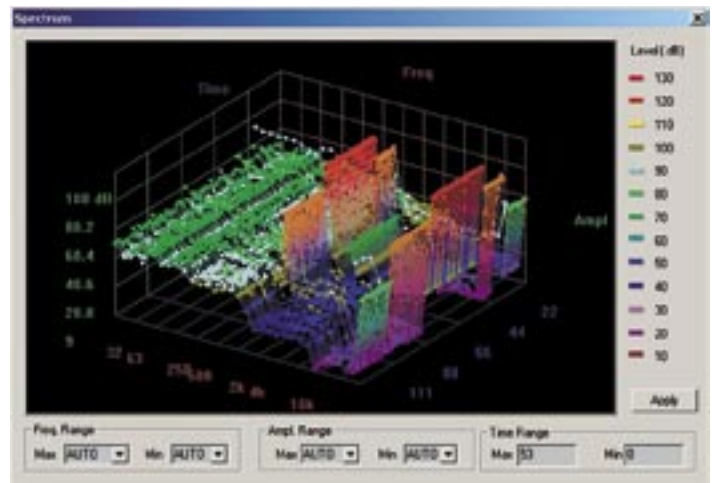 Spectrum
Level (dB)
Freq
Time
130
120
110
100
90
80
70
60
50
40
30
20
10
100 dB
80.2
60.4
40.6
20.8
Ampl
9
32
63
250
500
2k
4k
16k
111
88
66
44
22
Apply
Freq. Range
Max AUTO Min AUTO
Ampl. Range
Max AUTO Min AUTO
Time Range
Max 53 Min 0